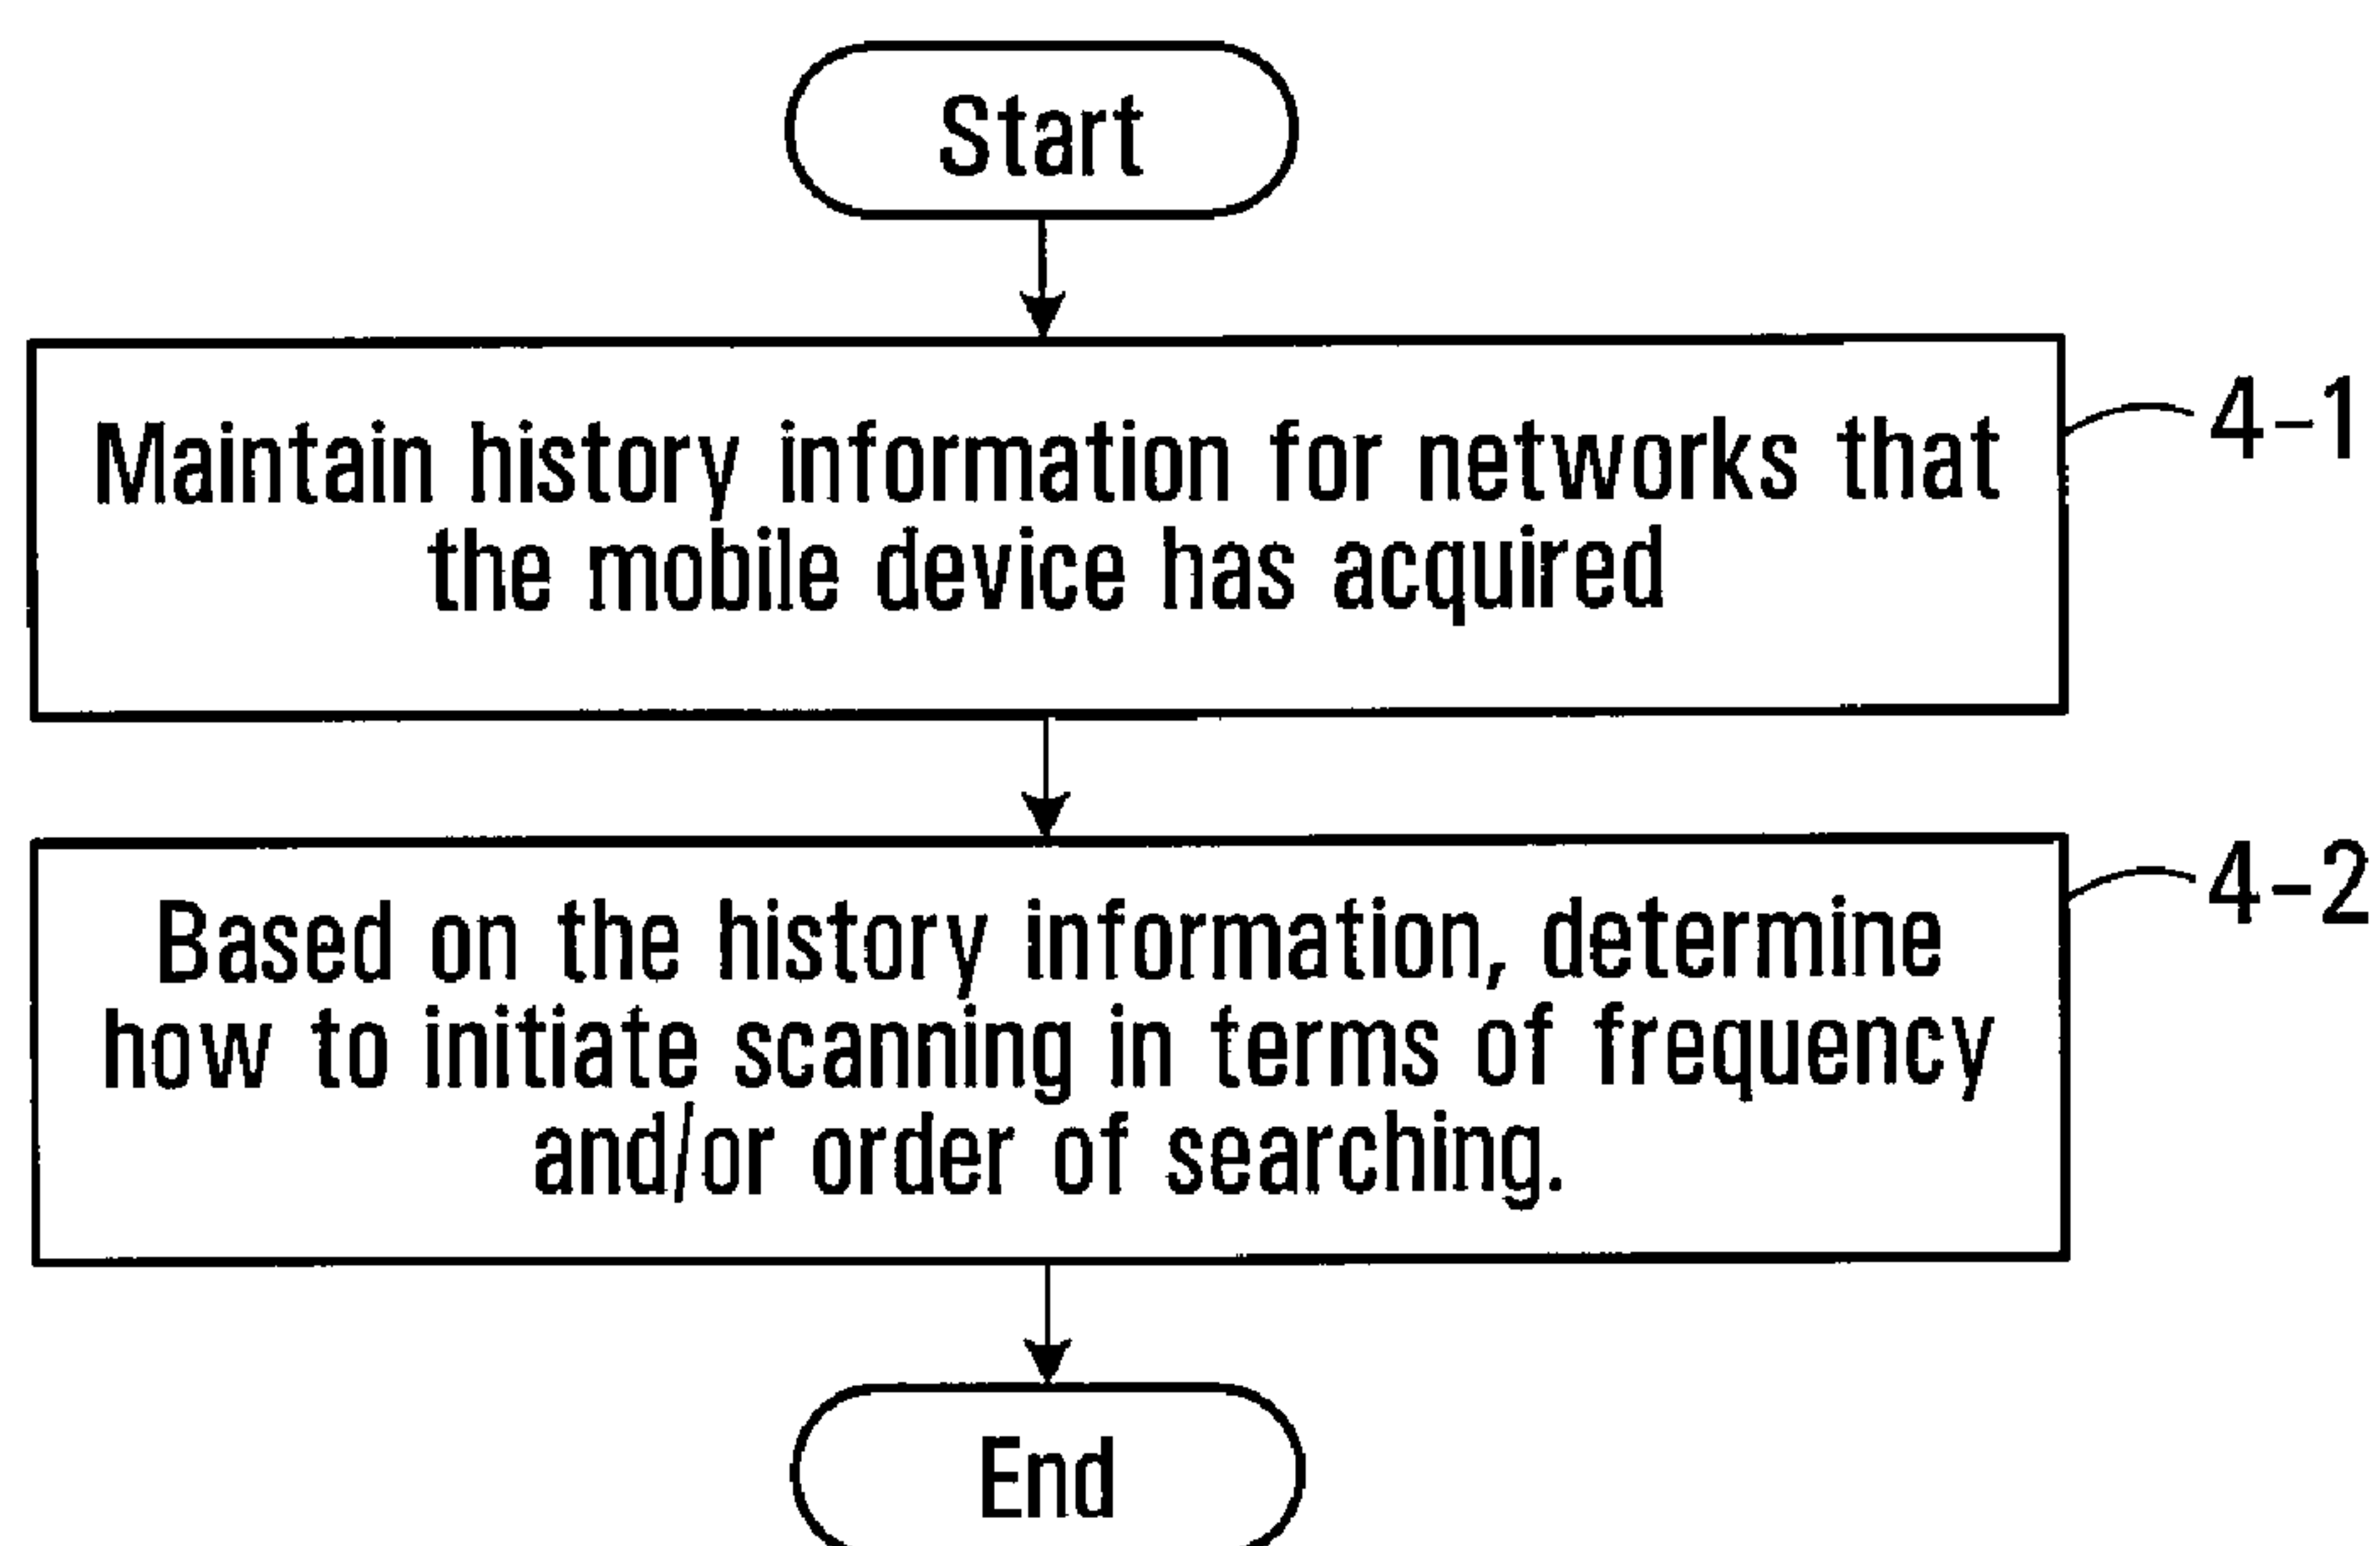 Start
Maintain history information for networks that
the mobile device has acquired
4-1
Based on the history information, determine
how to initiate scanning in terms of frequency
and/or order of searching.
4-2
End